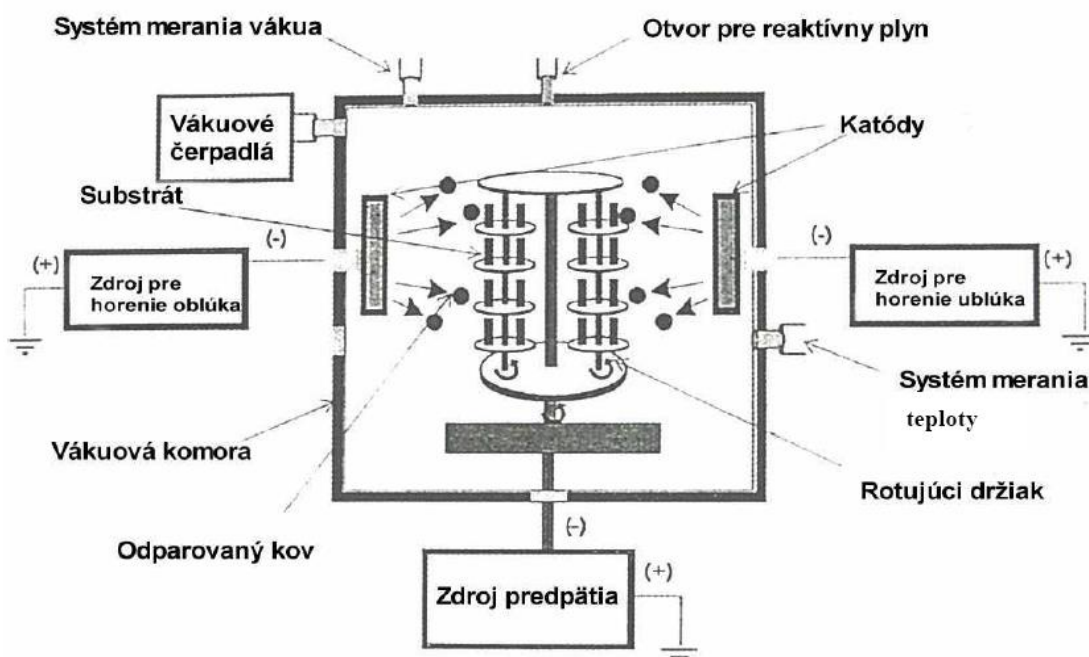 Systém merania vákua
Otvor pre reaktívny plyn
Vákuové
čerpadlá
Katódy
Substrát
(+)
(-)
Zdroj pre
horenie oblúka
(-)
(+)
Zdroj pre
horenie ublúka
Systém merania
teploty
Vákuová komora
Rotujúci držiak
Odparovaný kov
(-)
Zdroj predpätia
(+)